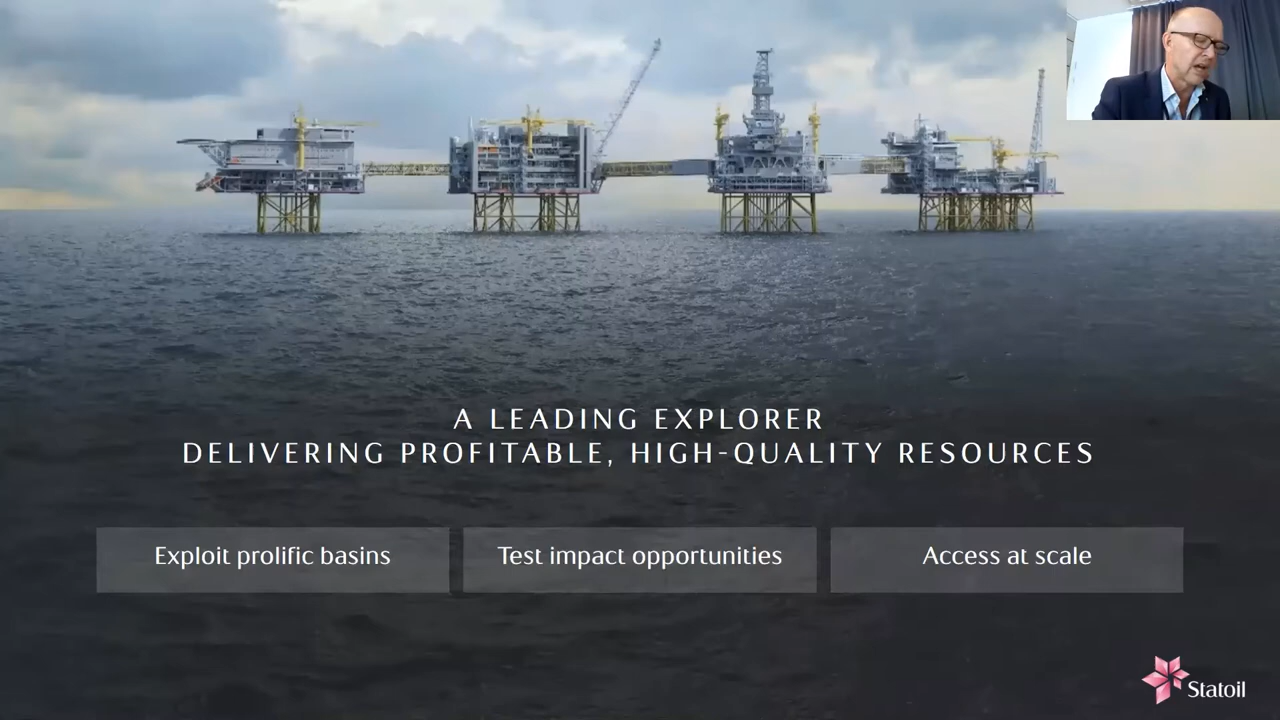 A LEADING EXPLORER
DELIVERING PROFITABLE, HIGH-QUALITY RESOURCES
Exploit prolific basins
Test impact opportunities
Access at scale
Statoil